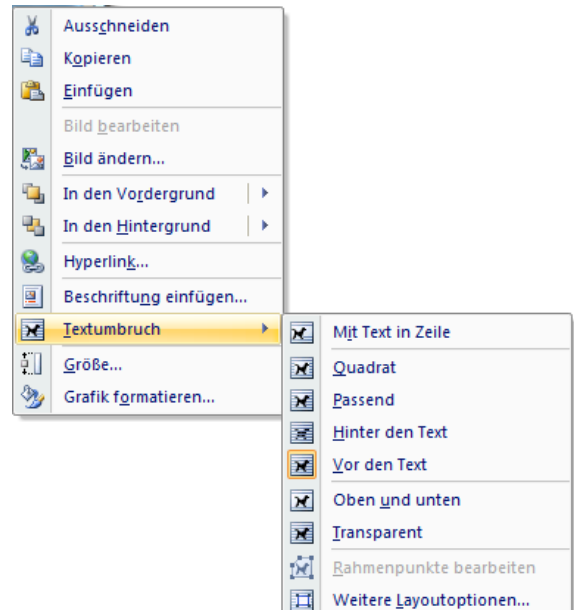 Ausschneiden
Kopieren
Einfügen
Bild bearbeiten
Bild ändern...
In den Vordergrund
In den Hintergrund
Hyperlink...
Beschriftung einfügen...
Textumbruch
Größe...
Grafik formatieren...
Mit Text in Zeile
Quadrat
Passend
Hinter den Text
Vor den Text
Oben und unten
Transparent
Rahmenpunkte bearbeiten
Weitere Layoutoptionen...